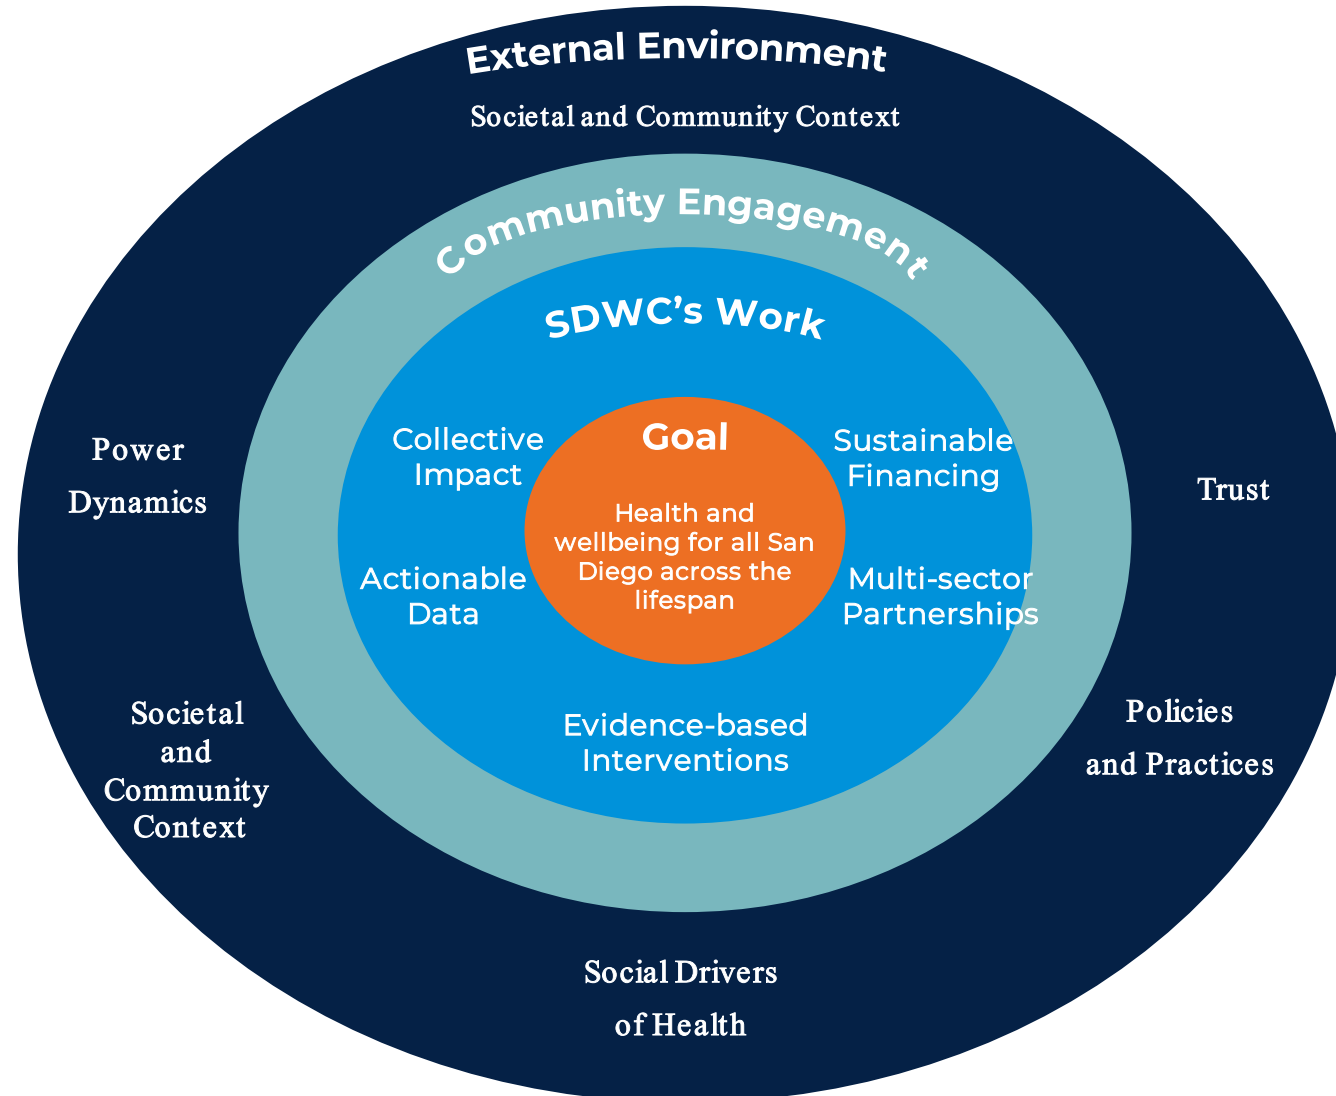 External Environment
Societal and Community Context
Community Engagement
SDWC’s Work
Collective
Impact
Actionable
Data
Goal
Health and
wellbeing for all San
Diego across the
lifespan
Sustainable
Financing
Multi-sector
Partnerships
Evidence-based
Interventions
Power
Dynamics
Trust
Societal
and
Community
Context
Policies
and Practices
Social Drivers
of Health